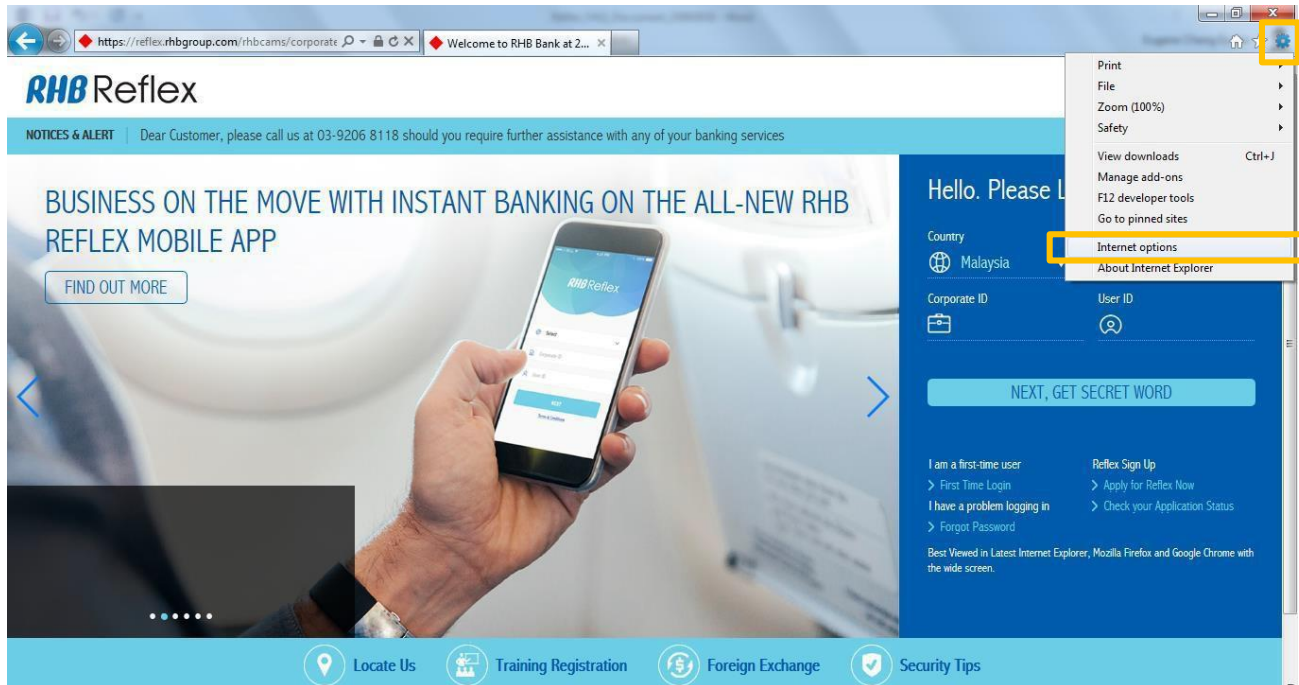 https://reflex.rhbgroup.com/rhbcams/corporate
Welcome to RHB Bank at 2...
Print
File
Zoom (100%)
Safety
View downloads Ctrl+J
Manage add-ons
F12 developer tools
Go to pinned sites
Internet options
About Internet Explorer
RHB Reflex
NOTICES & ALERT Dear Customer, please call us at 03-9206 8118 should you require further assistance with any of your banking services
BUSINESS ON THE MOVE WITH INSTANT BANKING ON THE ALL-NEW RHB
REFLEX MOBILE APP
FIND OUT MORE
RHB Reflex
Select
Corporate ID
User ID
NEXT
Hello. Please L
Country
Malaysia
Corporate ID User ID
NEXT, GET SECRET WORD
I am a first-time user Reflex Sign Up
First Time Login Apply for Reflex Now
I have a problem logging in Check your Application Status
Forgot Password
Best Viewed in Latest Internet Explorer, Mozilla Firefox and Google Chrome with
the wide screen.
Locate Us Training Registration Foreign Exchange Security Tips